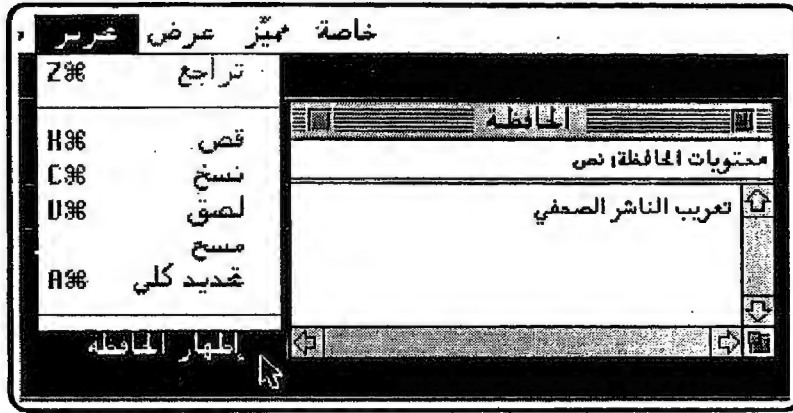 تحرير عرض مميّز خاصة
تراجع ⌘Z
قص ⌘X
نسخ ⌘C
لصق ⌘V
مسح
تحديد كلي ⌘A
إظهار الحافظة
الحافظة
محتويات الحافظة: نص
تعريب الناشر الصحفي